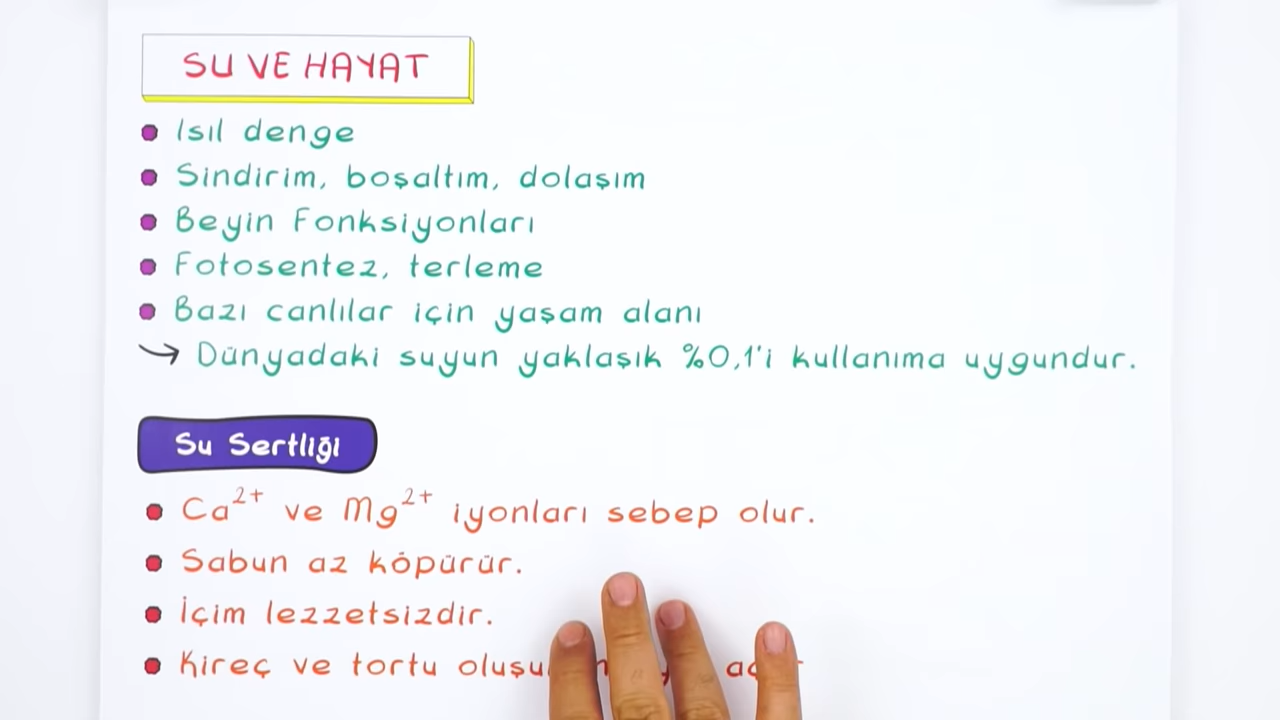 SU VE HAYAT
Isıl denge
Sindirim, boşaltım, dolaşım
Beyin Fonksiyonları
Fotosentez, terleme
Bazı canlılar için yaşam alanı
→ Dünyadaki suyun yaklaşık %0,1'i kullanıma uygundur.
Su Sertliği
Ca²⁺ ve Mg²⁺ iyonları sebep olur.
Sabun az köpürür.
İçim lezzetsizdir.
Kireç ve tortu